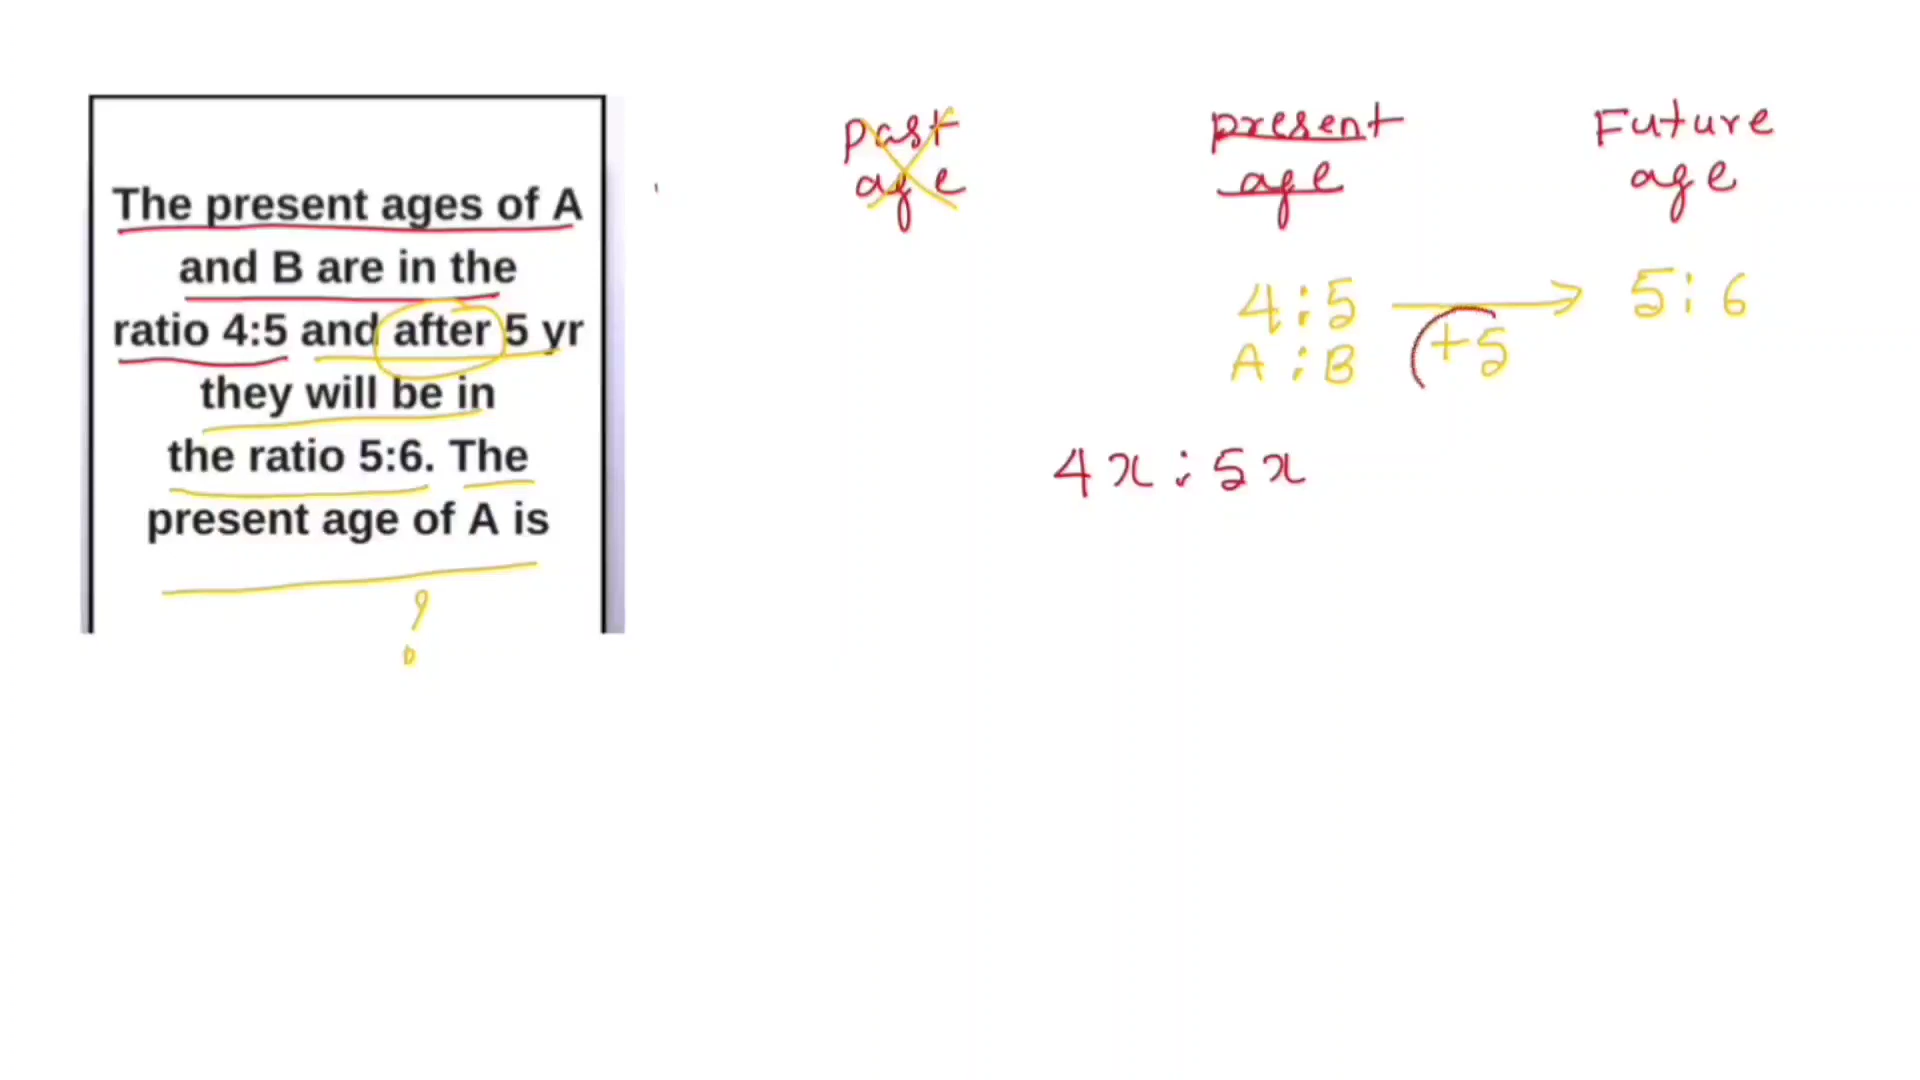 The present ages of A
and B are in the
ratio 4:5 and after 5 yr
they will be in
the ratio 5:6. The
present age of A is
?
past
age
present
age
Future
age
4:5
A:B
+5
5:6
4x:5x